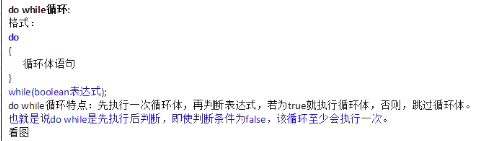 do while循环:
格式：
do
{
循环体语句
}
while(boolean表达式);
do while循环特点：先执行一次循环体，再判断表达式，若为true就执行循环体，否则，跳过循环体。
也就是说do while是先执行后判断，即使判断条件为false，该循环至少会执行一次。
看图